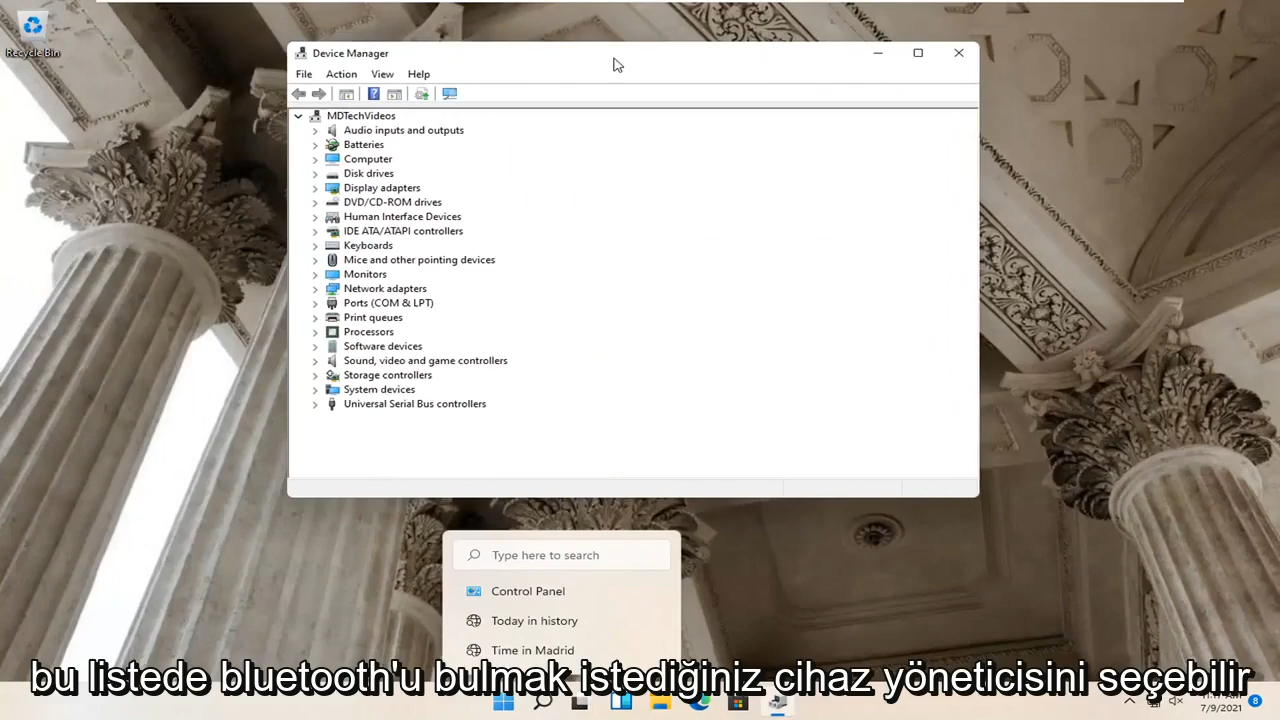 Recycle Bin
Device Manager
File Action View Help
MDTechVideos
Audio inputs and outputs
Batteries
Computer
Disk drives
Display adapters
DVD/CD-ROM drives
Human Interface Devices
IDE ATA/ATAPI controllers
Keyboards
Mice and other pointing devices
Monitors
Network adapters
Ports (COM & LPT)
Print queues
Processors
Software devices
Sound, video and game controllers
Storage controllers
System devices
Universal Serial Bus controllers
Type here to search
Control Panel
Today in history
Time in Madrid
bu listede bluetooth'u bulmak istediğiniz cihaz yöneticisini seçebilir
7/9/2021
8